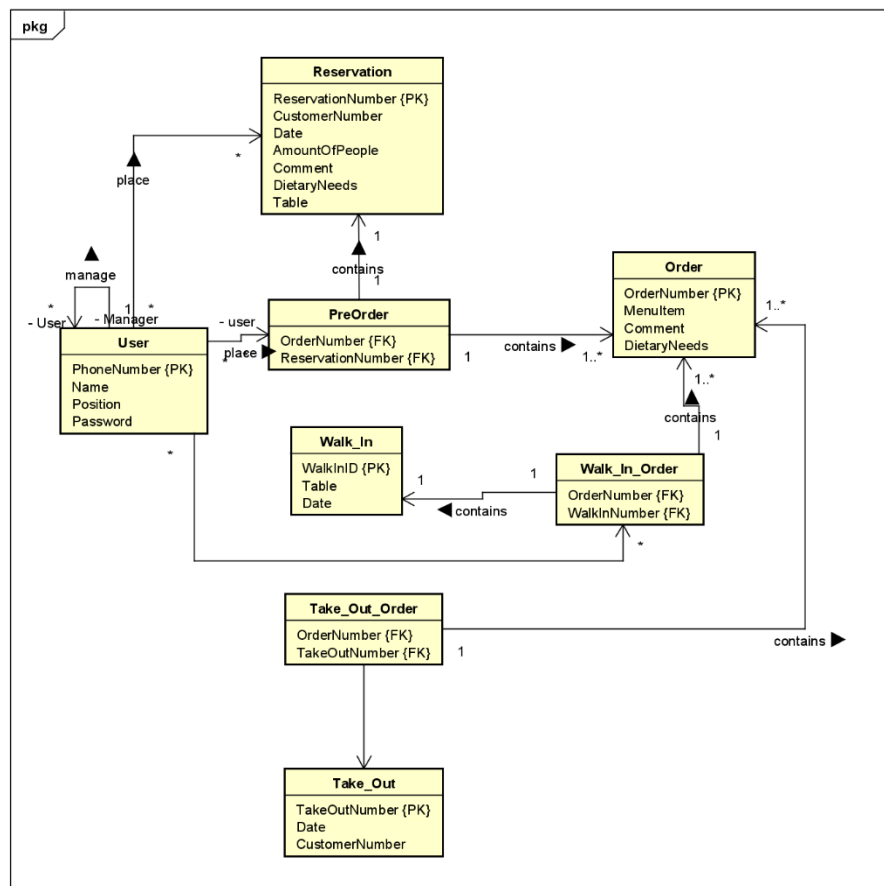 pkg
Reservation
ReservationNumber {PK}
CustomerNumber
Date
AmountOfPeople
Comment
DietaryNeeds
Table
*
place
1
contains
1
manage
*
1
*
- User
- Manager
User
PhoneNumber {PK}
Name
Position
Password
- user
place
*
*
PreOrder
OrderNumber {FK}
ReservationNumber {FK}
contains
1
1..*
Order
OrderNumber {PK}
MenuItem
Comment
DietaryNeeds
1..*
1..*
contains
1
Walk_In
WalkInID {PK}
Table
Date
1
1
contains
Walk_In_Order
OrderNumber {FK}
WalkInNumber {FK}
*
*
Take_Out_Order
OrderNumber {FK}
TakeOutNumber {FK}
1
contains
Take_Out
TakeOutNumber {PK}
Date
CustomerNumber